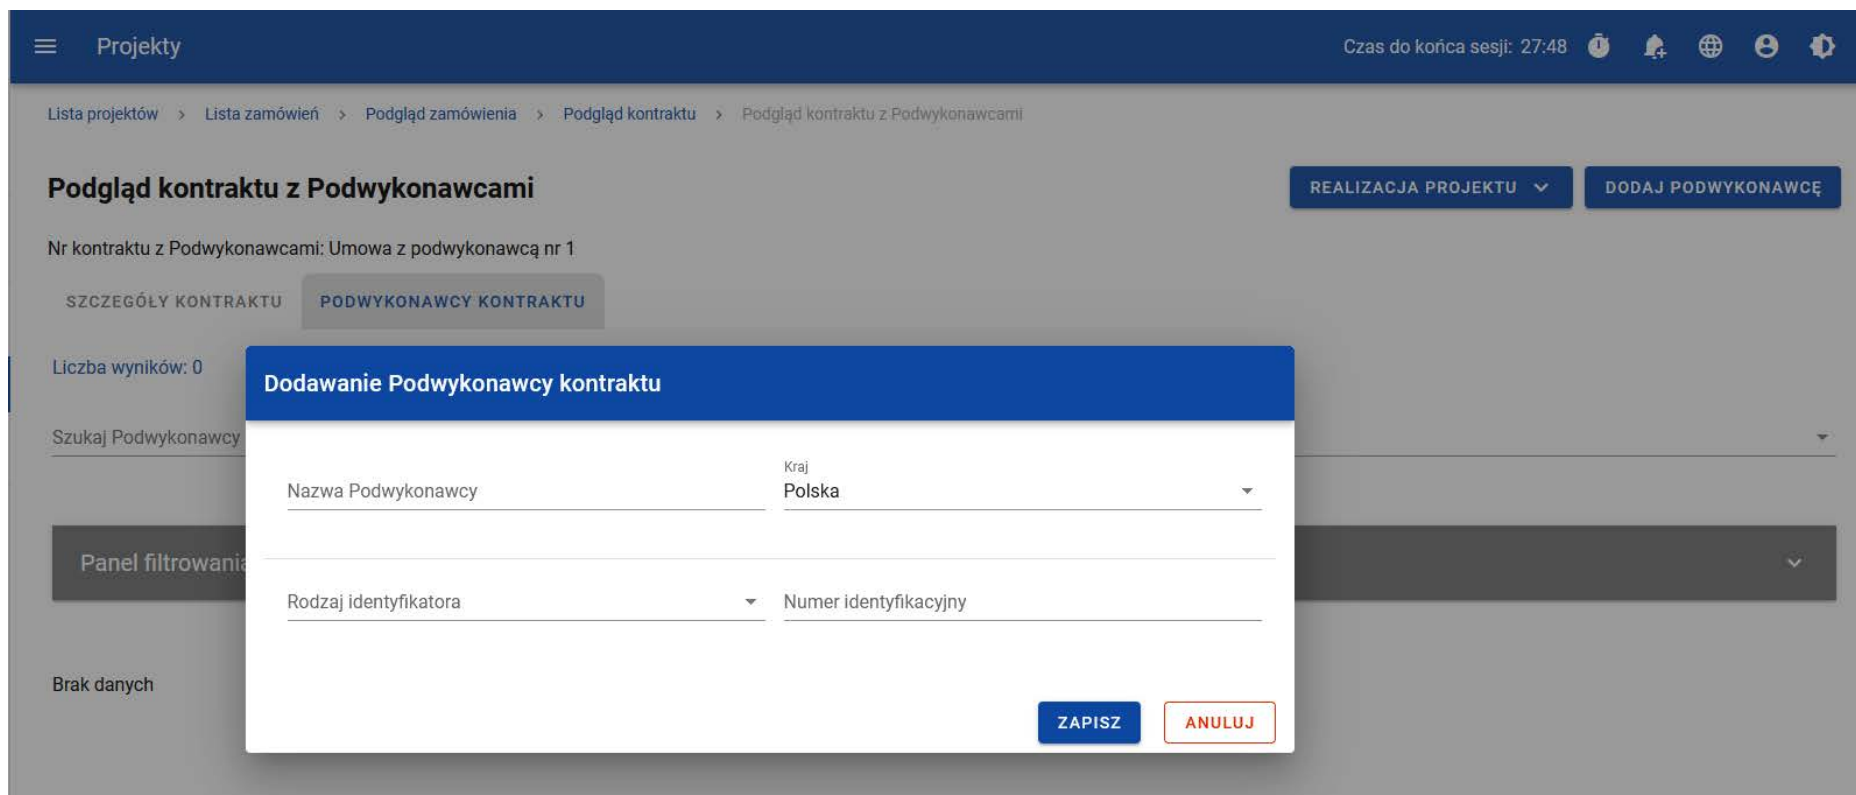 Projekty
Czas do końca sesji: 27:48
Lista projektów > Lista zamówień > Podgląd zamówienia > Podgląd kontraktu > Podgląd kontraktu z Podwykonawcami
Podgląd kontraktu z Podwykonawcami
REALIZACJA PROJEKTU
DODAJ PODWYKONAWCĘ
Nr kontraktu z Podwykonawcami: Umowa z podwykonawcą nr 1
SZCZEGÓŁY KONTRAKTU
PODWYKONAWCY KONTRAKTU
Liczba wyników: 0
Szukaj Podwykonawcy
Panel filtrowania
Brak danych
Dodawanie Podwykonawcy kontraktu
Nazwa Podwykonawcy
Kraj
Polska
Rodzaj identyfikatora
Numer identyfikacyjny
ZAPISZ
ANULUJ